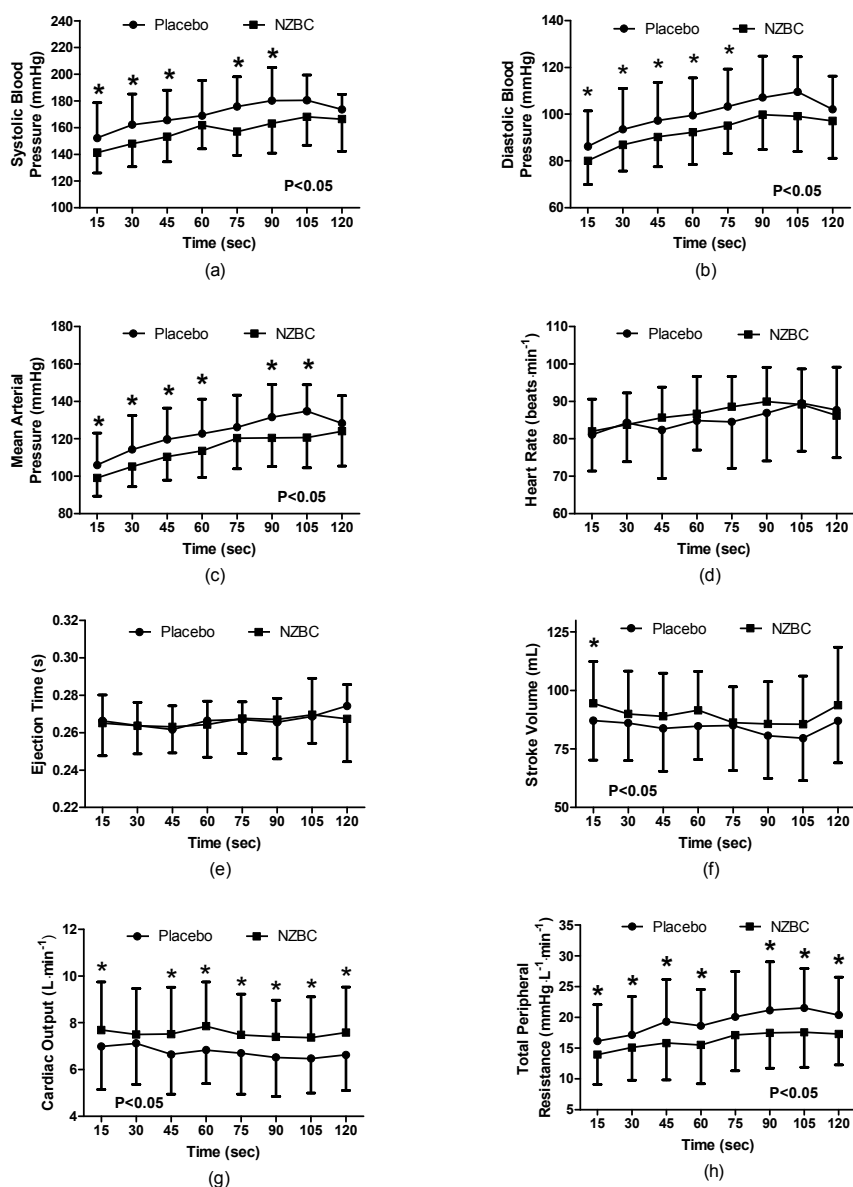 Placebo NZBC
240
220
200
180
160
140
120
100
Systolic Blood
Pressure (mmHg)
* * * * *
P<0.05
15 30 45 60 75 90 105 120
Time (sec)
(a)
Placebo NZBC
140
120
100
80
60
Diastolic Blood
Pressure (mmHg)
* * * * *
P<0.05
15 30 45 60 75 90 105 120
Time (sec)
(b)
Placebo NZBC
180
160
140
120
100
80
Mean Arterial
Pressure (mmHg)
* * * * * *
P<0.05
15 30 45 60 75 90 105 120
Time (sec)
(c)
Placebo NZBC
110
100
90
80
70
60
Heart Rate (beats·min⁻¹)
15 30 45 60 75 90 105 120
Time (sec)
(d)
Placebo NZBC
0.32
0.30
0.28
0.26
0.24
0.22
Ejection Time (s)
15 30 45 60 75 90 105 120
Time (sec)
(e)
Placebo NZBC
125
100
75
50
Stroke Volume (mL)
*
P<0.05
15 30 45 60 75 90 105 120
Time (sec)
(f)
Placebo NZBC
12
10
8
6
4
Cardiac Output (L·min⁻¹)
* * * * * * *
P<0.05
15 30 45 60 75 90 105 120
Time (sec)
(g)
Placebo NZBC
35
30
25
20
15
10
5
Total Peripheral
Resistance (mmHg·L⁻¹·min⁻¹)
* * * * * * *
P<0.05
15 30 45 60 75 90 105 120
Time (sec)
(h)